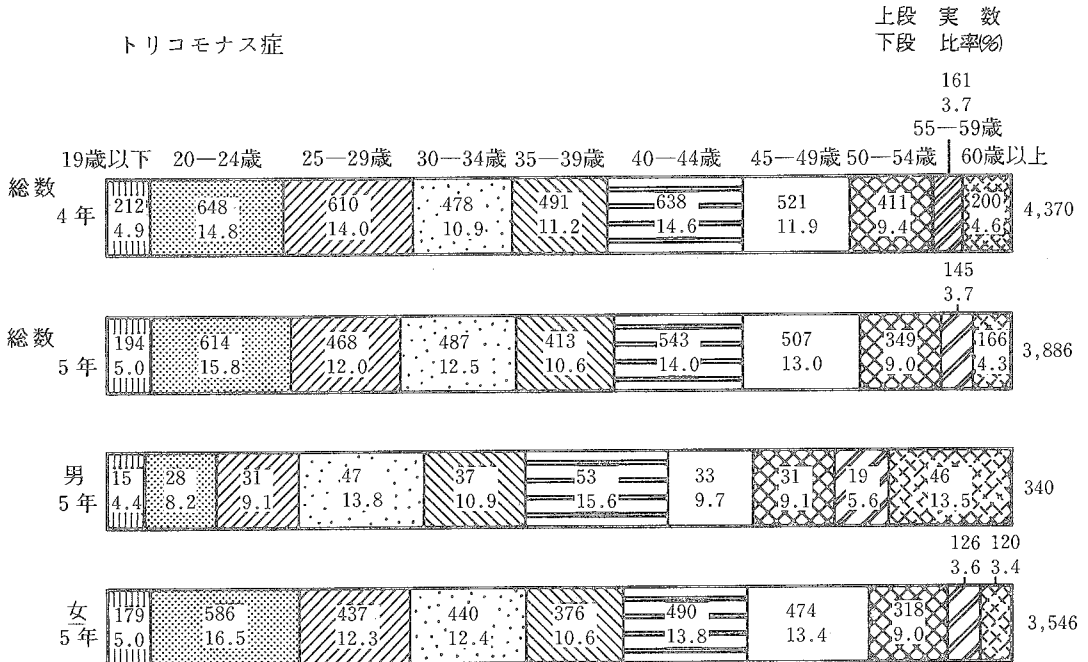 上段 実 数
下段 比率(%)
トリコモナス症
161
3.7
55―59歳
19歳以下 20―24歳 25―29歳 30―34歳 35―39歳 40―44歳 45―49歳 50―54歳 60歳以上
総数
4年
212 648 610 478 491 638 521 411 200
4.9 14.8 14.0 10.9 11.2 14.6 11.9 9.4 4.6
4,370
145
3.7
総数
5年
194 614 468 487 413 543 507 349 166
5.0 15.8 12.0 12.5 10.6 14.0 13.0 9.0 4.3
3,886
男
5年
15 28 31 47 37 53 33 31 19 46
4.4 8.2 9.1 13.8 10.9 15.6 9.7 9.1 5.6 13.5
340
126 120
3.6 3.4
女
5年
179 586 437 440 376 490 474 318
5.0 16.5 12.3 12.4 10.6 13.8 13.4 9.0
3,546